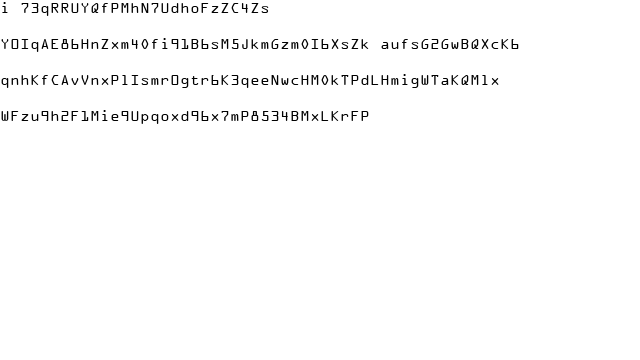 i 73qRRUYQfPMhN7UdhoFzZC4Zs
YOIqAE86HnZxm40fi91B6sM5JkmGzm0I6XsZk aufsG2GwBQXcK6
qnhKfCAvVnxPlIsmrOgtr6K3qeeNwcHM0kTPdLHmigWTaKQMlx
WFzu9h2F1Mie9Upqoxd96x7mP8534BMxLKrFP